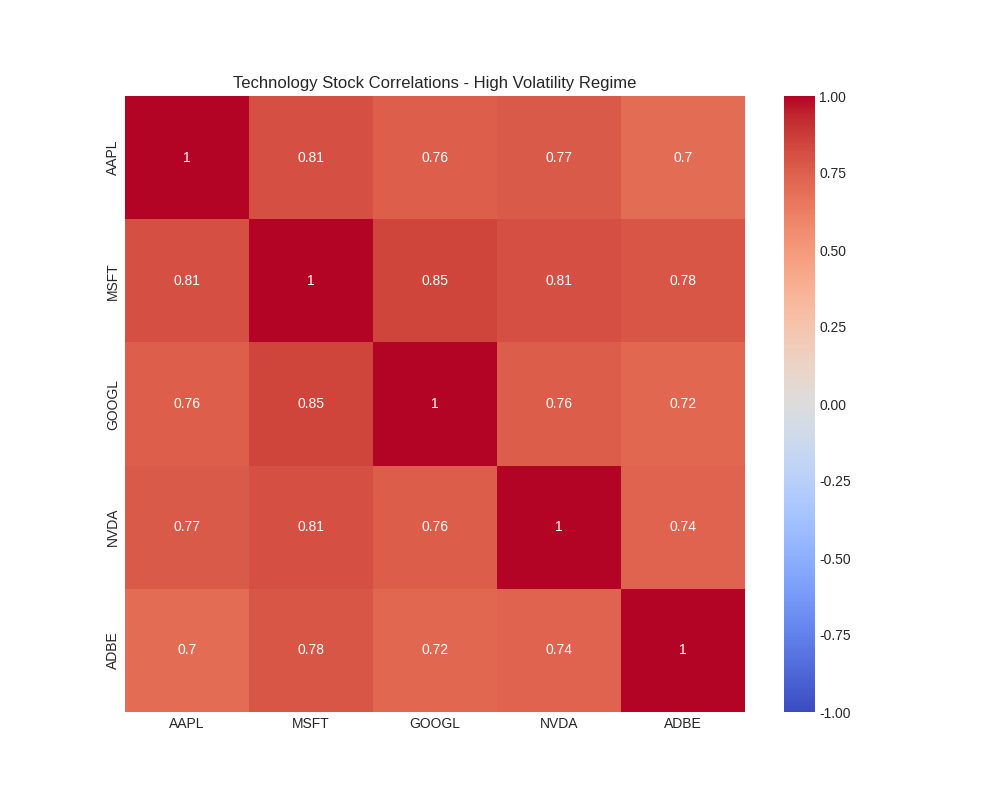 Technology Stock Correlations - High Volatility Regime
AAPL 1 0.81 0.76 0.77 0.7
MSFT 0.81 1 0.85 0.81 0.78
GOOGL 0.76 0.85 1 0.76 0.72
NVDA 0.77 0.81 0.76 1 0.74
ADBE 0.7 0.78 0.72 0.74 1
AAPL MSFT GOOGL NVDA ADBE
1.00
0.75
0.50
0.25
0.00
-0.25
-0.50
-0.75
-1.00